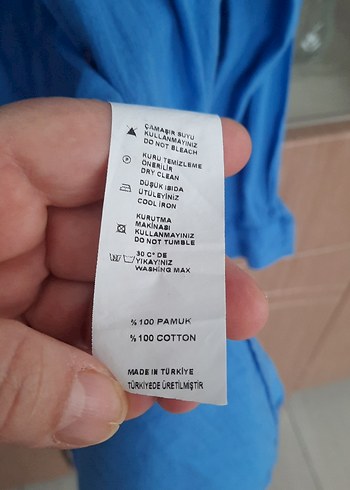 ÇAMAŞIR SUYU
KULLANMAYINIZ
DO NOT BLEACH
KURU TEMİZLEME
ÖNERİLİR
DRY CLEAN
DÜŞÜK ISIDA
ÜTÜLEYİNİZ
COOL IRON
KURUTMA
MAKİNASI
KULLANMAYINIZ
DO NOT TUMBLE
30 C° DE
YIKAYINIZ
WASHING MAX
% 100 PAMUK
% 100 COTTON
MADE IN TÜRKİYE
TÜRKİYEDE ÜRETİLMİŞTİR